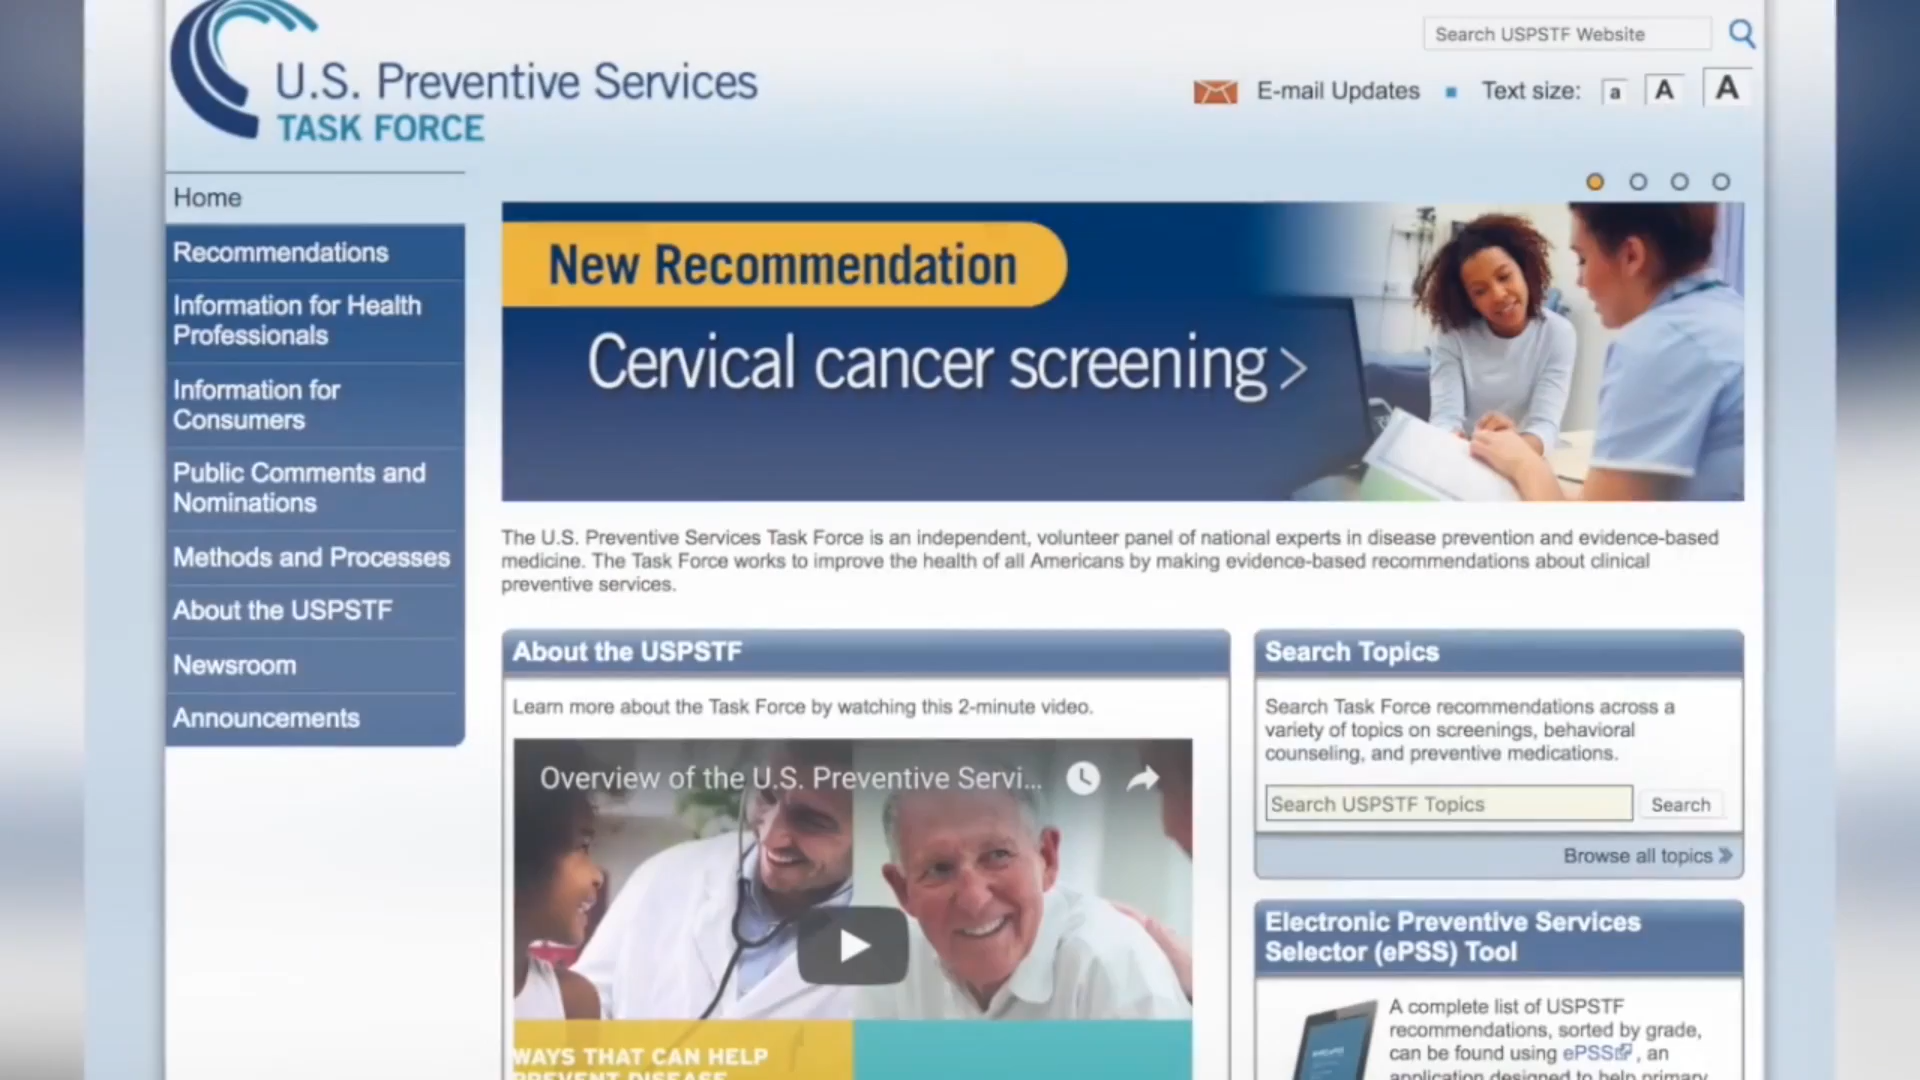 U.S. Preventive Services
TASK FORCE
Search USPSTF Website
E-mail Updates
Text size: a A A
Home
Recommendations
Information for Health
Professionals
Information for
Consumers
Public Comments and
Nominations
Methods and Processes
About the USPSTF
Newsroom
Announcements
New Recommendation
Cervical cancer screening >
The U.S. Preventive Services Task Force is an independent, volunteer panel of national experts in disease prevention and evidence-based
medicine. The Task Force works to improve the health of all Americans by making evidence-based recommendations about clinical
preventive services.
About the USPSTF
Learn more about the Task Force by watching this 2-minute video.
Overview of the U.S. Preventive Servi...
WAYS THAT CAN HELP
PREVENT DISEASE
Search Topics
Search Task Force recommendations across a
variety of topics on screenings, behavioral
counseling, and preventive medications.
Search USPSTF Topics
Search
Browse all topics
Electronic Preventive Services
Selector (ePSS) Tool
A complete list of USPSTF
recommendations, sorted by grade,
can be found using ePSS, an
application designed to help primary